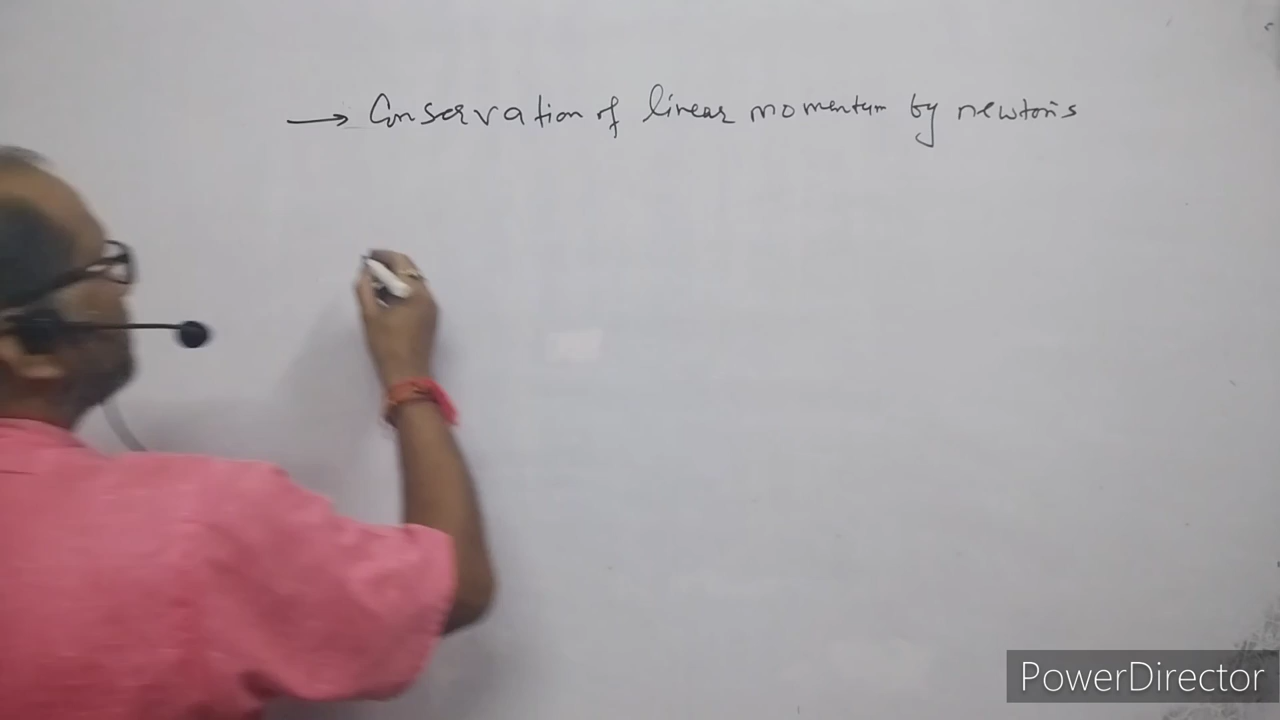 → Conservation of linear momentum by newton's
PowerDirector